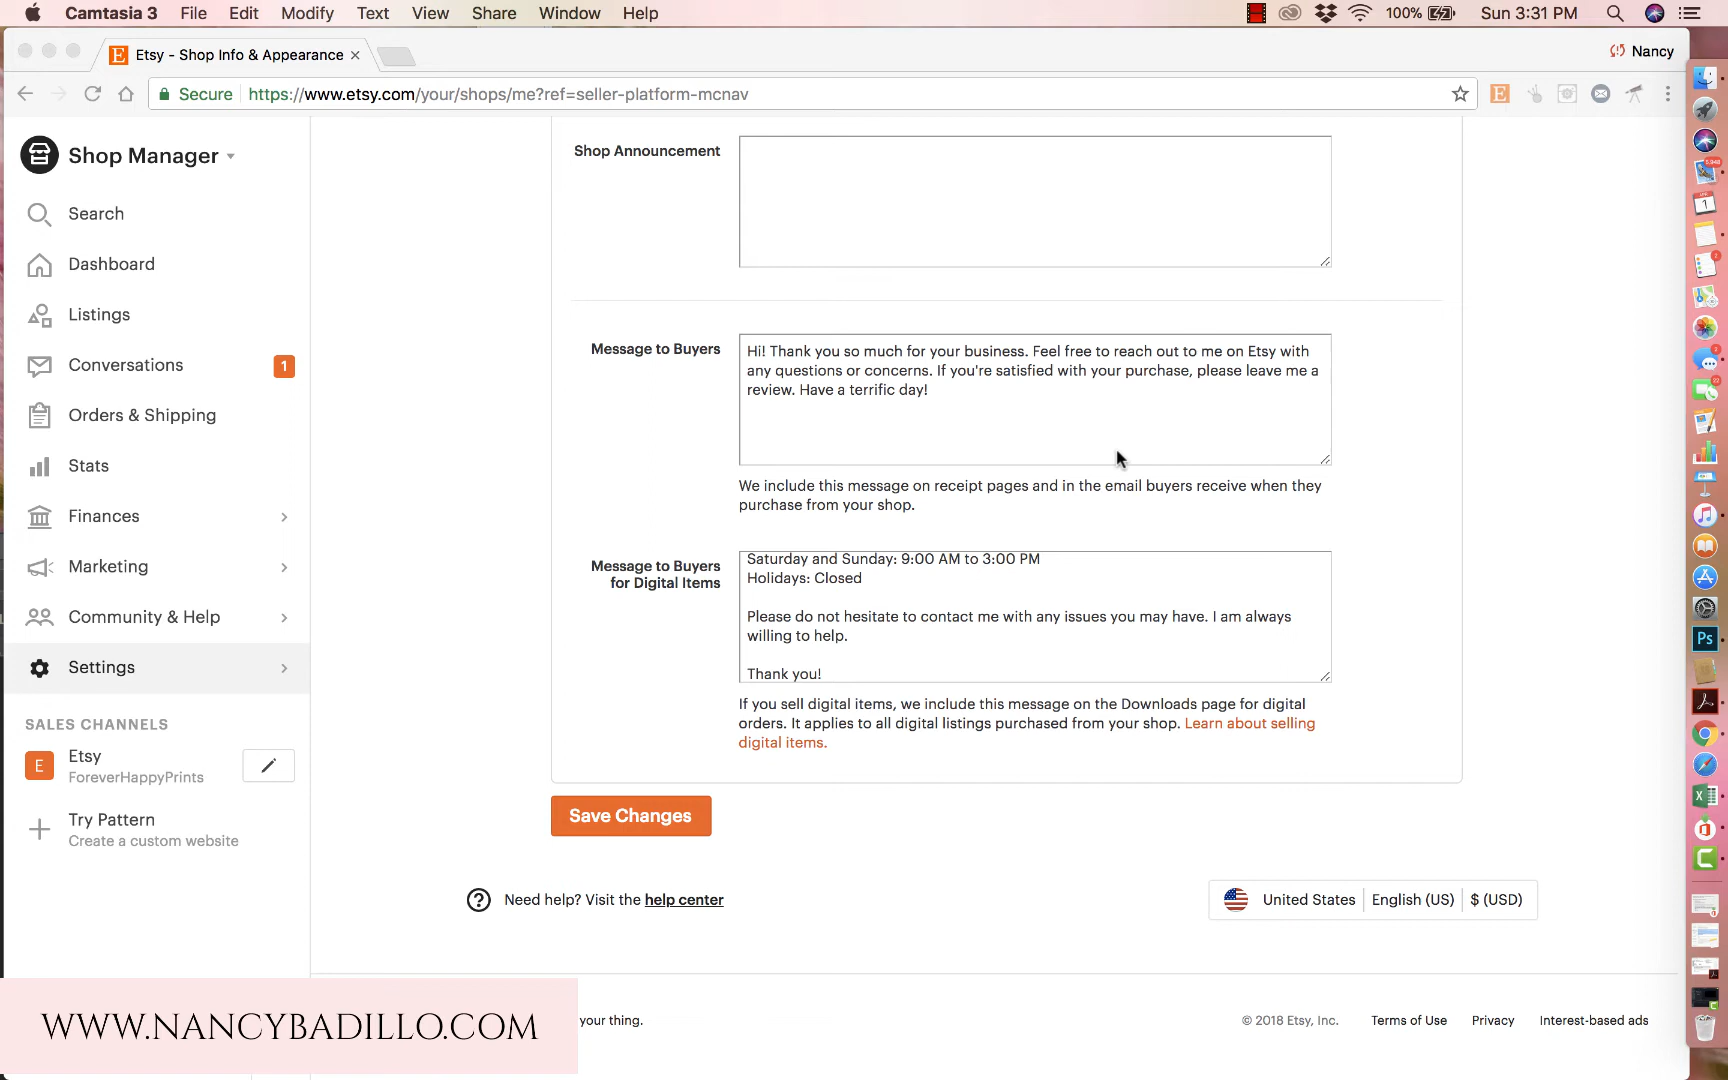 Camtasia 3 File Edit Modify Text View Share Window Help 100% Sun 3:31 PM
Etsy - Shop Info & Appearance
Nancy
Secure https://www.etsy.com/your/shops/me?ref=seller-platform-mcnav
Shop Manager
Search
Dashboard
Listings
Conversations 1
Orders & Shipping
Stats
Finances
Marketing
Community & Help
Settings
SALES CHANNELS
E
Etsy
ForeverHappyPrints
Try Pattern
Create a custom website
Shop Announcement
Message to Buyers
Hi! Thank you so much for your business. Feel free to reach out to me on Etsy with
any questions or concerns. If you're satisfied with your purchase, please leave me a
review. Have a terrific day!
We include this message on receipt pages and in the email buyers receive when they
purchase from your shop.
Message to Buyers
for Digital Items
Saturday and Sunday: 9:00 AM to 3:00 PM
Holidays: Closed
Please do not hesitate to contact me with any issues you may have. I am always
willing to help.
Thank you!
If you sell digital items, we include this message on the Downloads page for digital
orders. It applies to all digital listings purchased from your shop. Learn about selling
digital items.
Save Changes
Need help? Visit the help center
United States English (US) $ (USD)
WWW.NANCYBADILLO.COM
your thing.
© 2018 Etsy, Inc. Terms of Use Privacy Interest-based ads